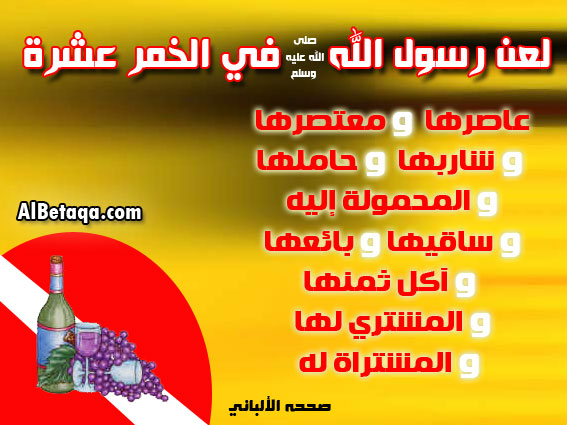 لعن رسول الله صلى الله عليه وسلم في الخمر عشرة
عاصرها و معتصرها
و شاربها و حاملها
و المحمولة إليه
AlBetaqa.com
و ساقيها و بائعها
و آكل ثمنها
و المشتري لها
و المشتراة له
صححه الألباني